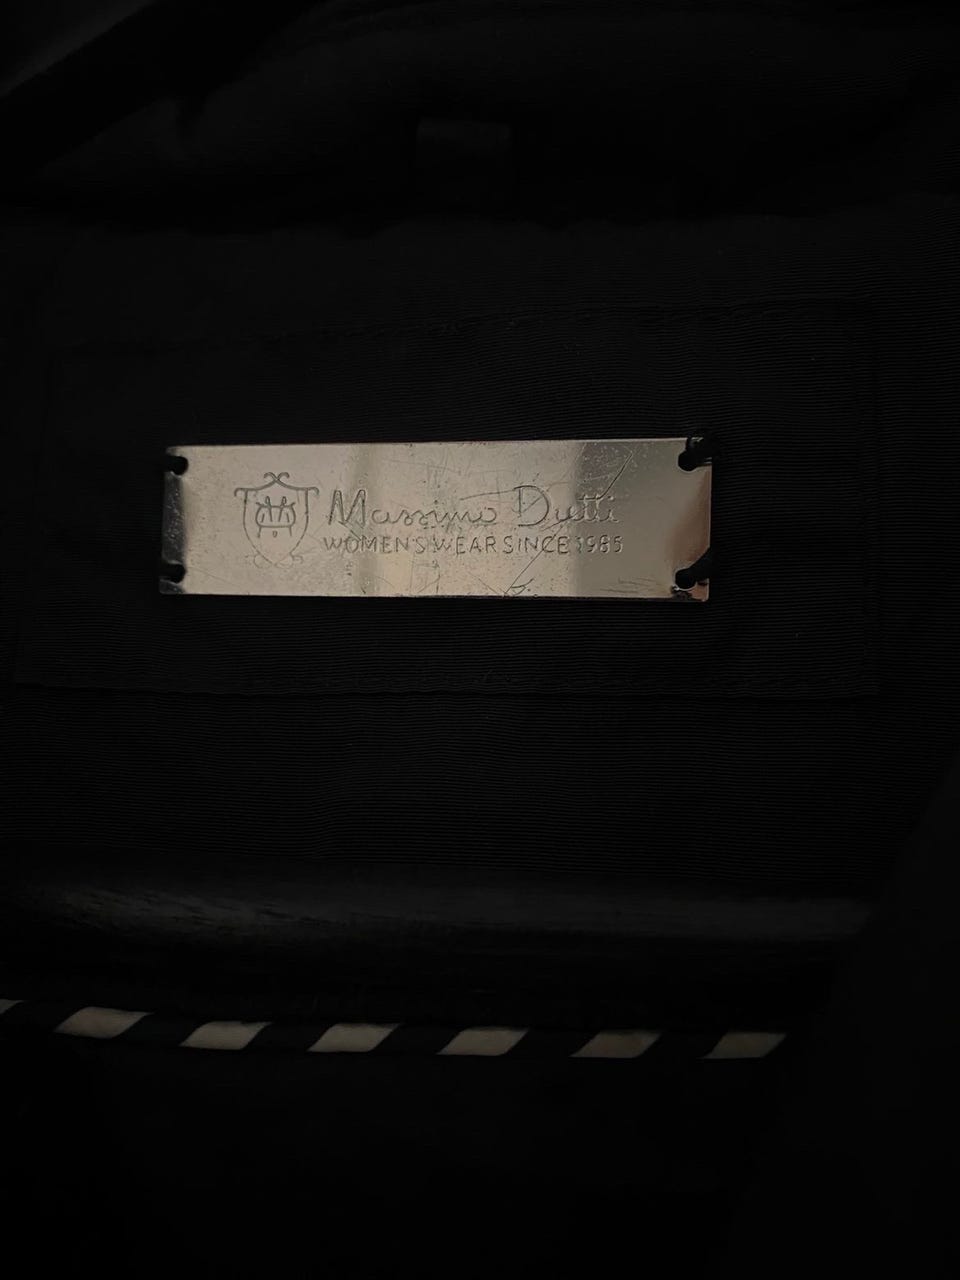 Massimo Dutti
WOMEN'S WEAR SINCE 1985